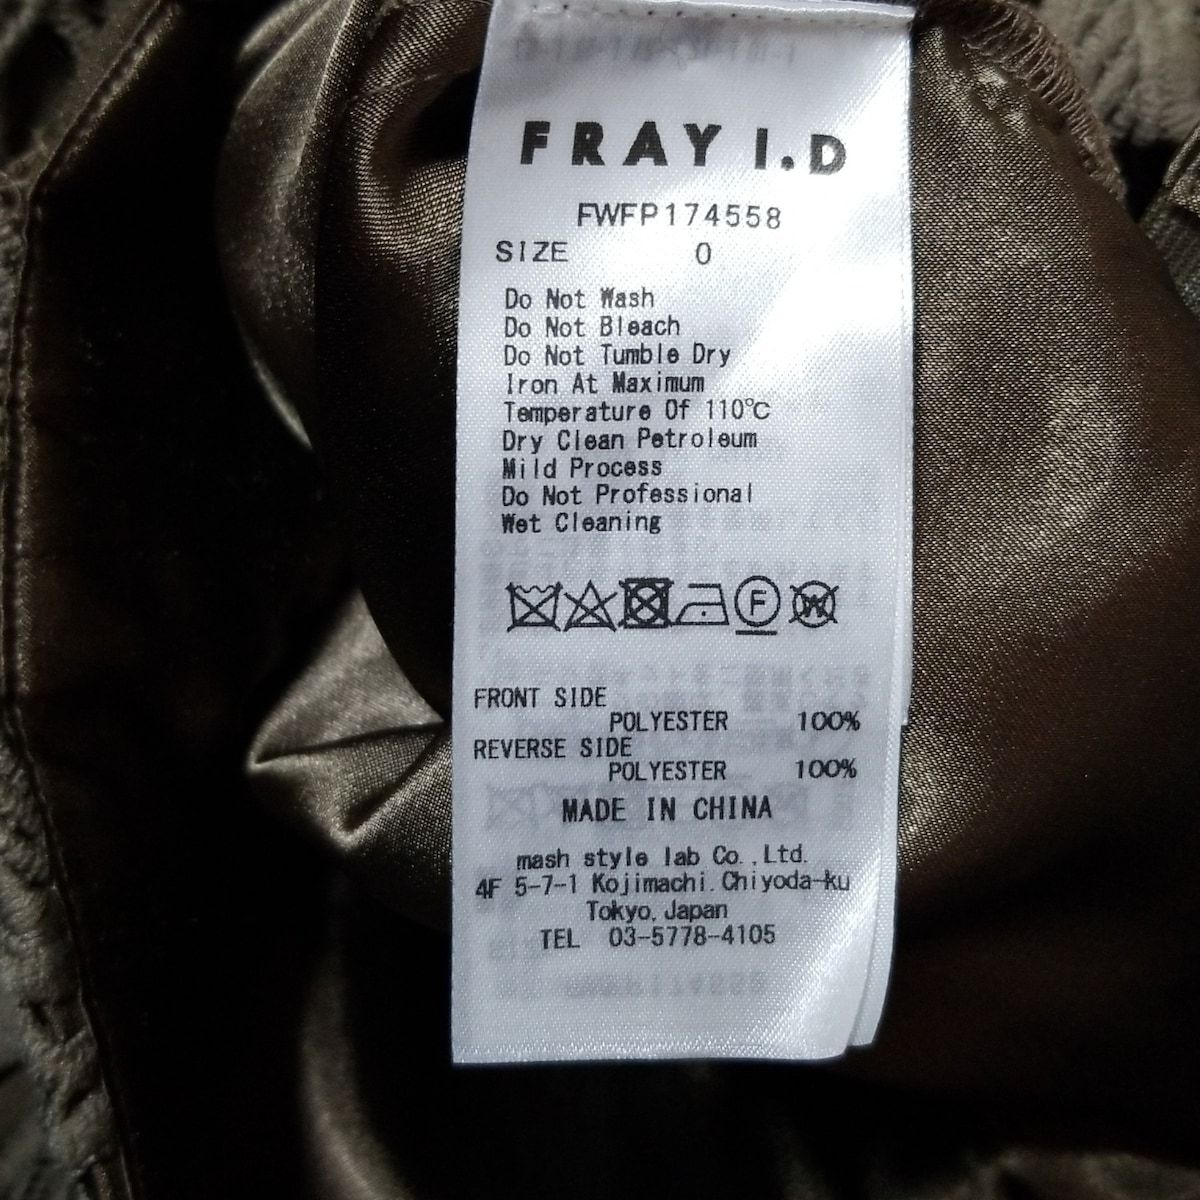 FRAY I.D
FWFP174558
SIZE 0
Do Not Wash
Do Not Bleach
Do Not Tumble Dry
Iron At Maximum
Temperature Of 110℃
Dry Clean Petroleum
Mild Process
Do Not Professional
Wet Cleaning
F W
FRONT SIDE
POLYESTER 100%
REVERSE SIDE
POLYESTER 100%
MADE IN CHINA
mash style lab Co.,Ltd.
4F 5-7-1 Kojimachi.Chiyoda-ku
Tokyo,Japan
TEL 03-5778-4105